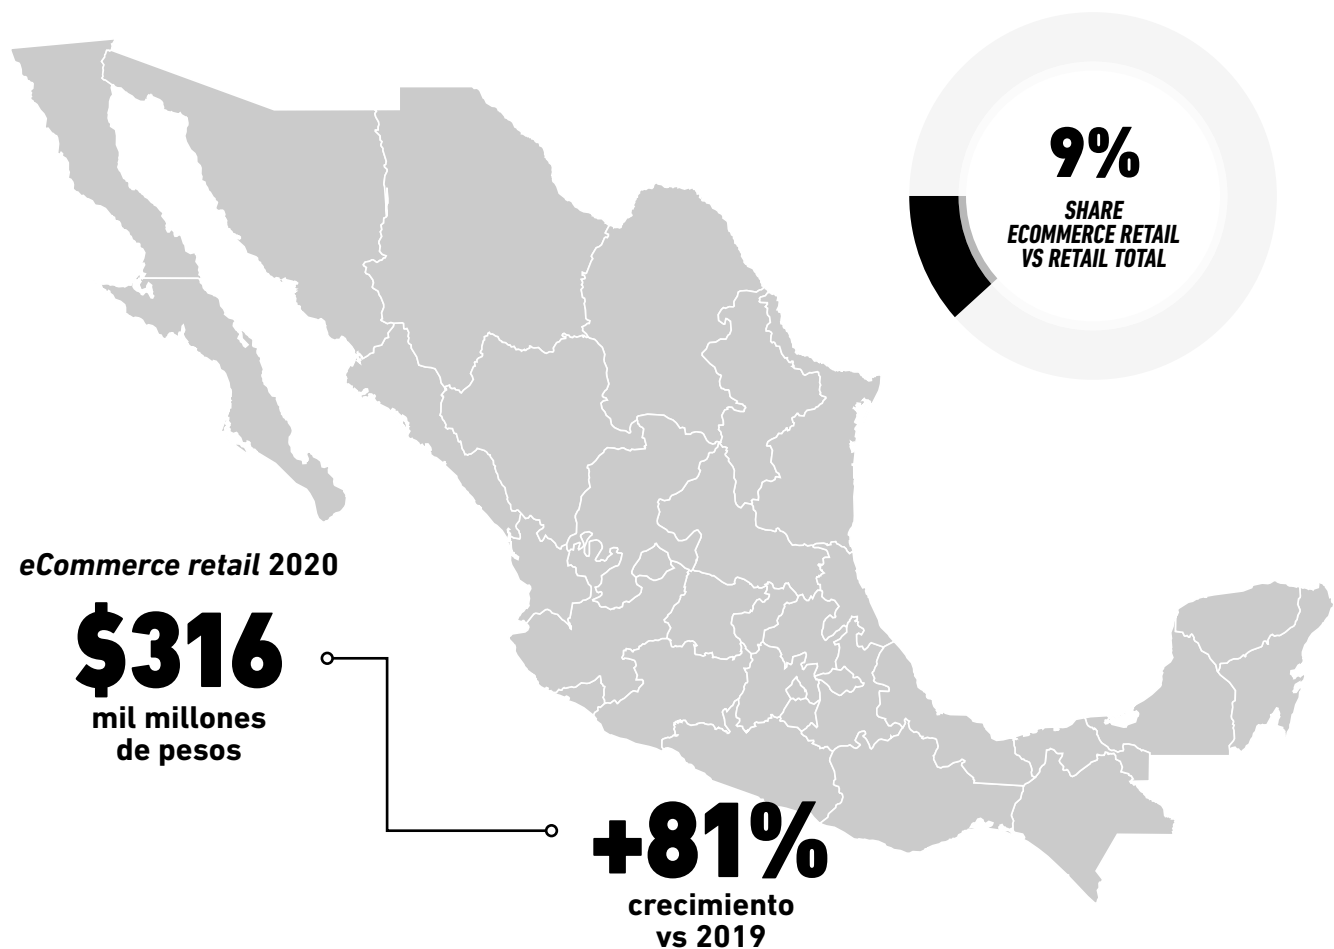 9%
SHARE
ECOMMERCE RETAIL
VS RETAIL TOTAL
eCommerce retail 2020
$316
mil millones
de pesos
+81%
crecimiento
vs 2019